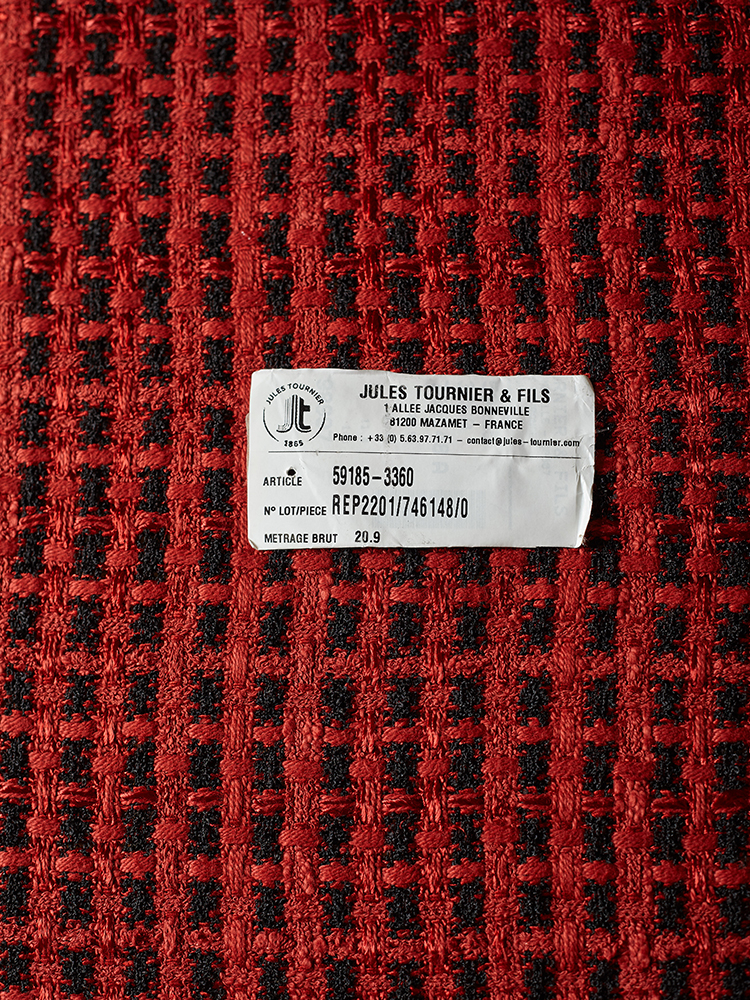 JULES TOURNIER
Jt
1865
JULES TOURNIER & FILS
1 ALLEE JACQUES BONNEVILLE
81200 MAZAMET – FRANCE
Phone : +33 (0) 5.63.97.71.71 – contact@jules-tournier.com
ARTICLE 59185-3360
Nº LOT/PIECE REP2201/746148/0
METRAGE BRUT 20.9